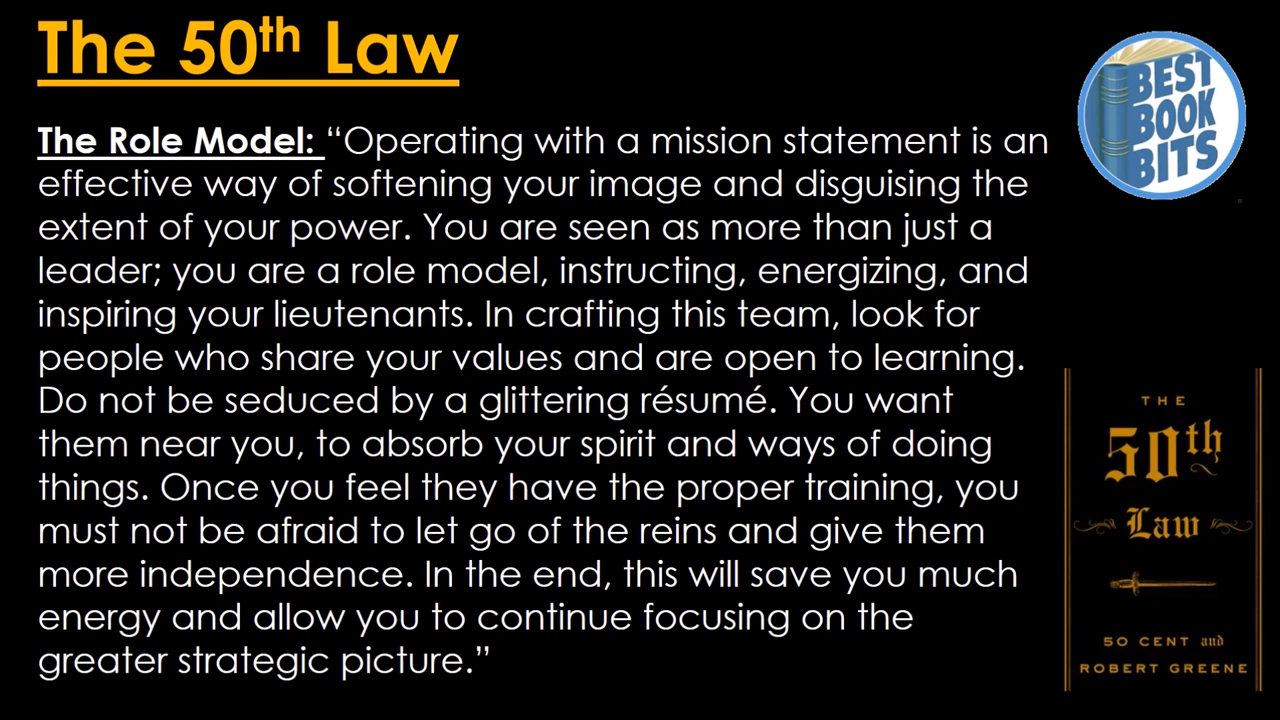 The 50th Law
The Role Model: “Operating with a mission statement is an
effective way of softening your image and disguising the
extent of your power. You are seen as more than just a
leader; you are a role model, instructing, energizing, and
inspiring your lieutenants. In crafting this team, look for
people who share your values and are open to learning.
Do not be seduced by a glittering résumé. You want
them near you, to absorb your spirit and ways of doing
things. Once you feel they have the proper training, you
must not be afraid to let go of the reins and give them
more independence. In the end, this will save you much
energy and allow you to continue focusing on the
greater strategic picture.”
BEST
BOOK
BITS
THE
50th
Law
50 CENT and
ROBERT GREENE